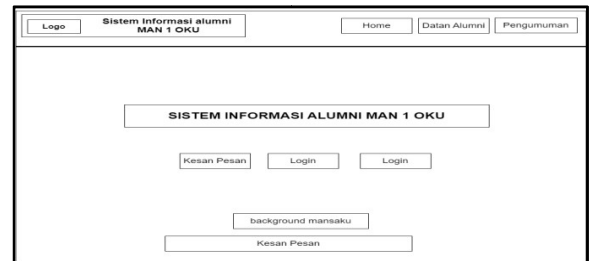 Logo
Sistem Informasi alumni
MAN 1 OKU
Home
Datan Alumni
Pengumuman
SISTEM INFORMASI ALUMNI MAN 1 OKU
Kesan Pesan
Login
Login
background mansaku
Kesan Pesan